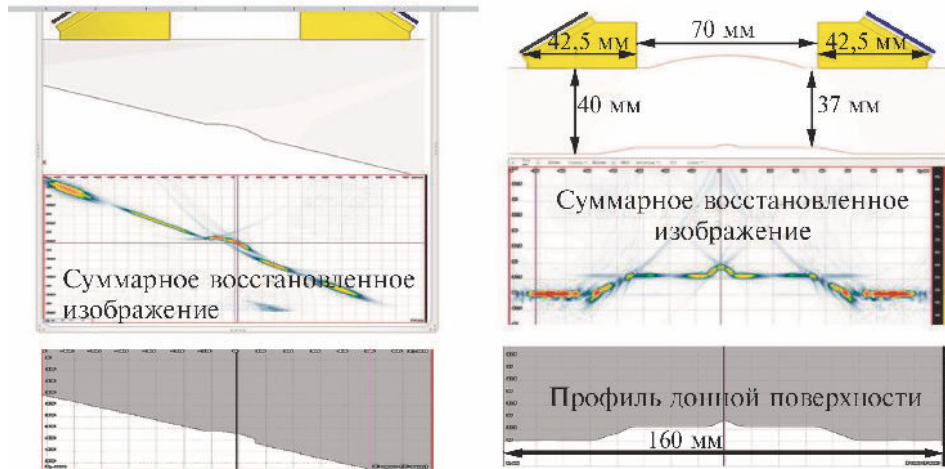 70 мм
42,5 мм
42,5 мм
40 мм
37 мм
Суммарное восстановленное
изображение
Суммарное восстановленное
изображение
Профиль донной поверхности
160 мм